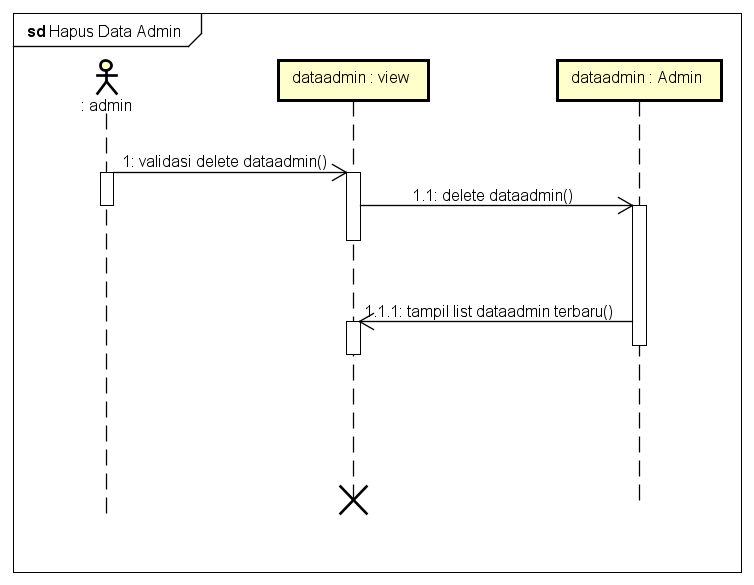 sd Hapus Data Admin
: admin
dataadmin : view
dataadmin : Admin
1: validasi delete dataadmin()
1.1: delete dataadmin()
1.1.1: tampil list dataadmin terbaru()